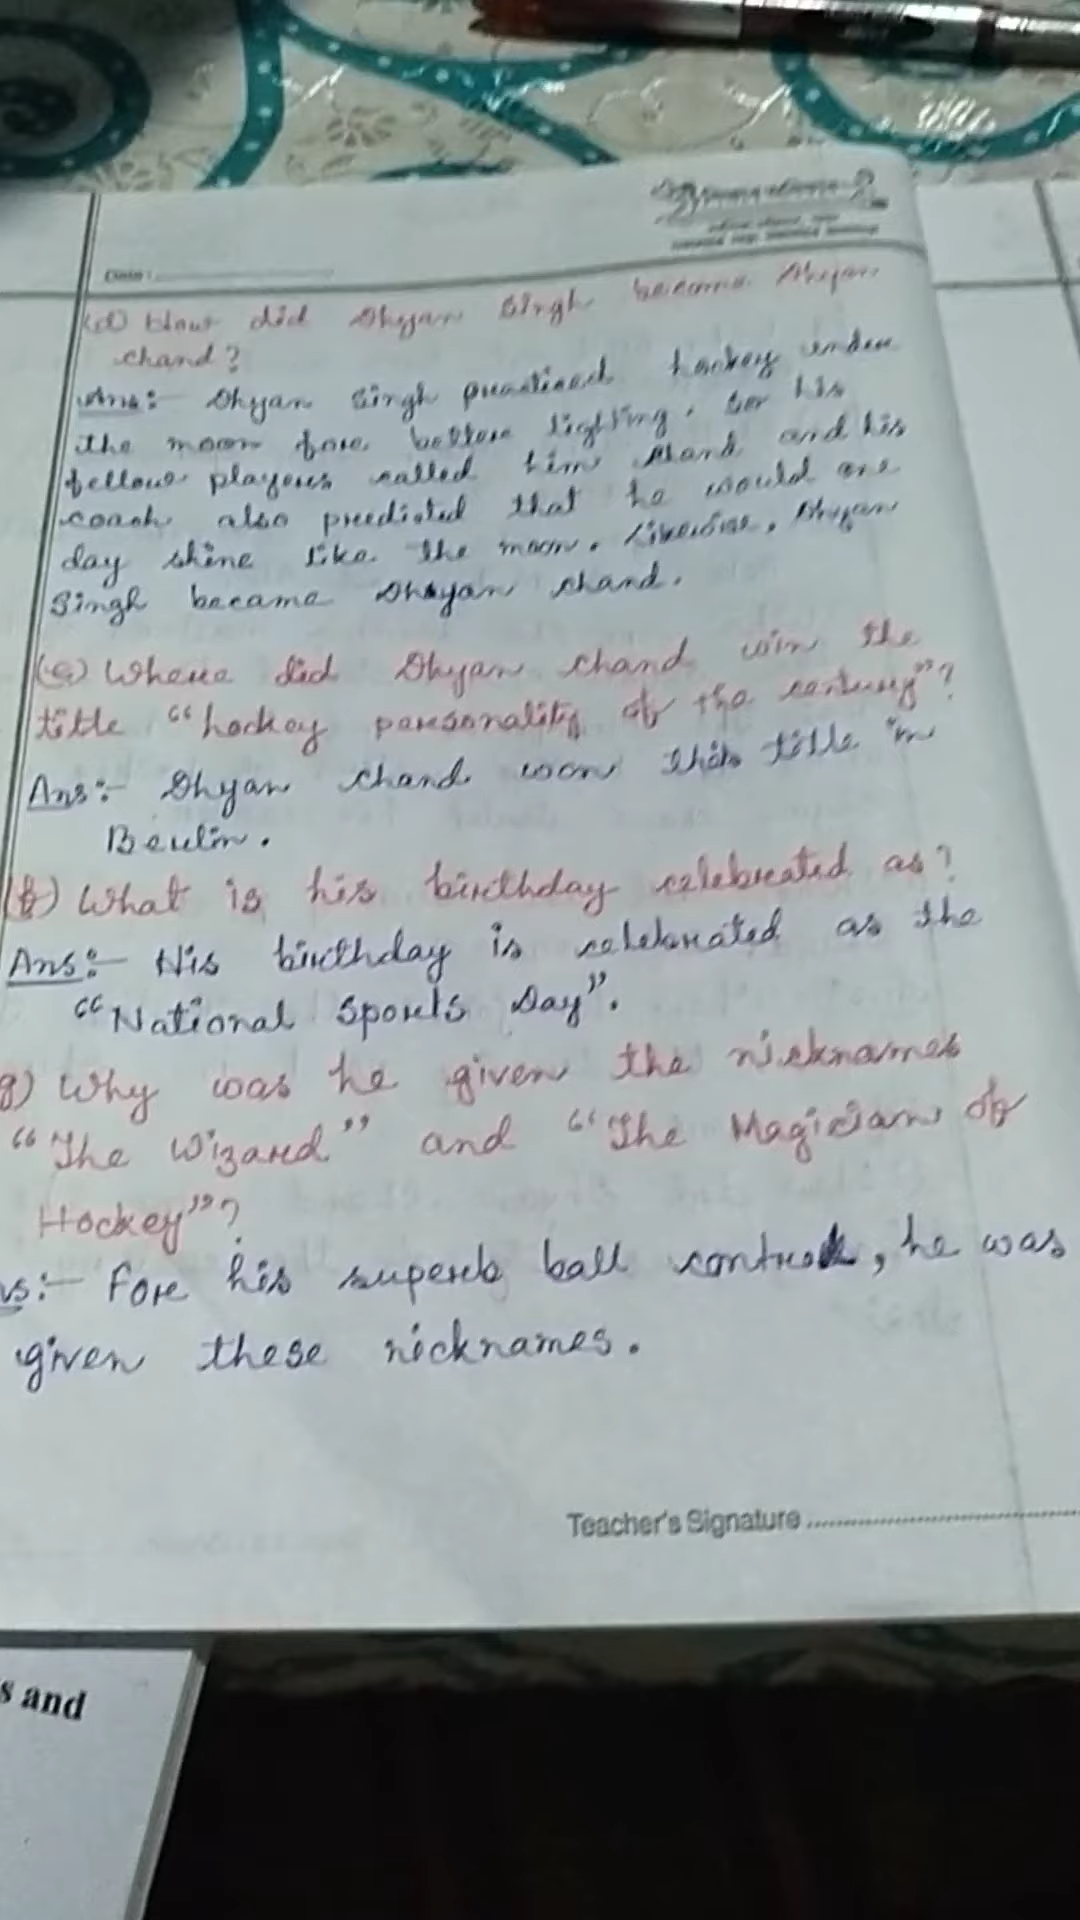 Date :
(d) How did Dhyan Singh become Dhyan
chand?
Ans:- Dhyan Singh practised hockey under
the moon for better lighting. So his
fellow players called him chand and his
coach also predicted that he would one
day shine like the moon. Likewise, Dhyan
Singh became Dhyan chand.
(e) Where did Dhyan chand win the
title "hockey personality of the century"?
Ans:- Dhyan chand won this title in
Berlin.
(f) What is his birthday celebrated as?
Ans:- His birthday is celebrated as the
"National Sports Day".
g) Why was he given the nicknames
"The Wizard" and "The Magician of
Hockey"?
ns:- For his superb ball control, he was
given these nicknames.
Teacher's Signature
s and